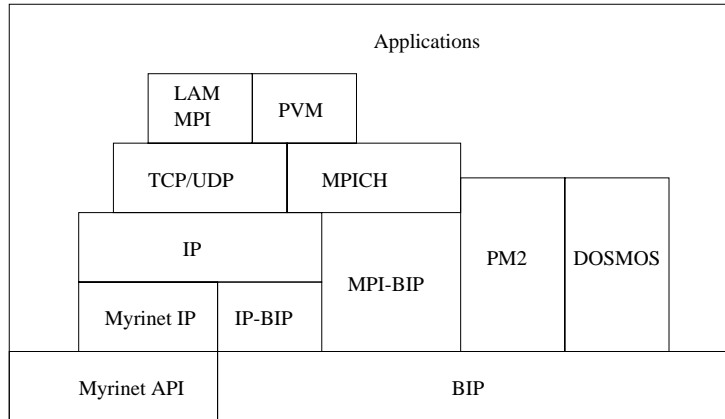 Applications
LAM
MPI
PVM
TCP/UDP
MPICH
IP
MPI-BIP
PM2
DOSMOS
Myrinet IP
IP-BIP
Myrinet API
BIP